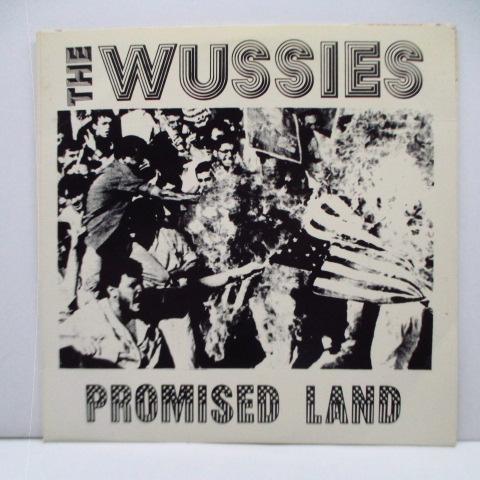 THE
WUSSIES
PROMISED LAND